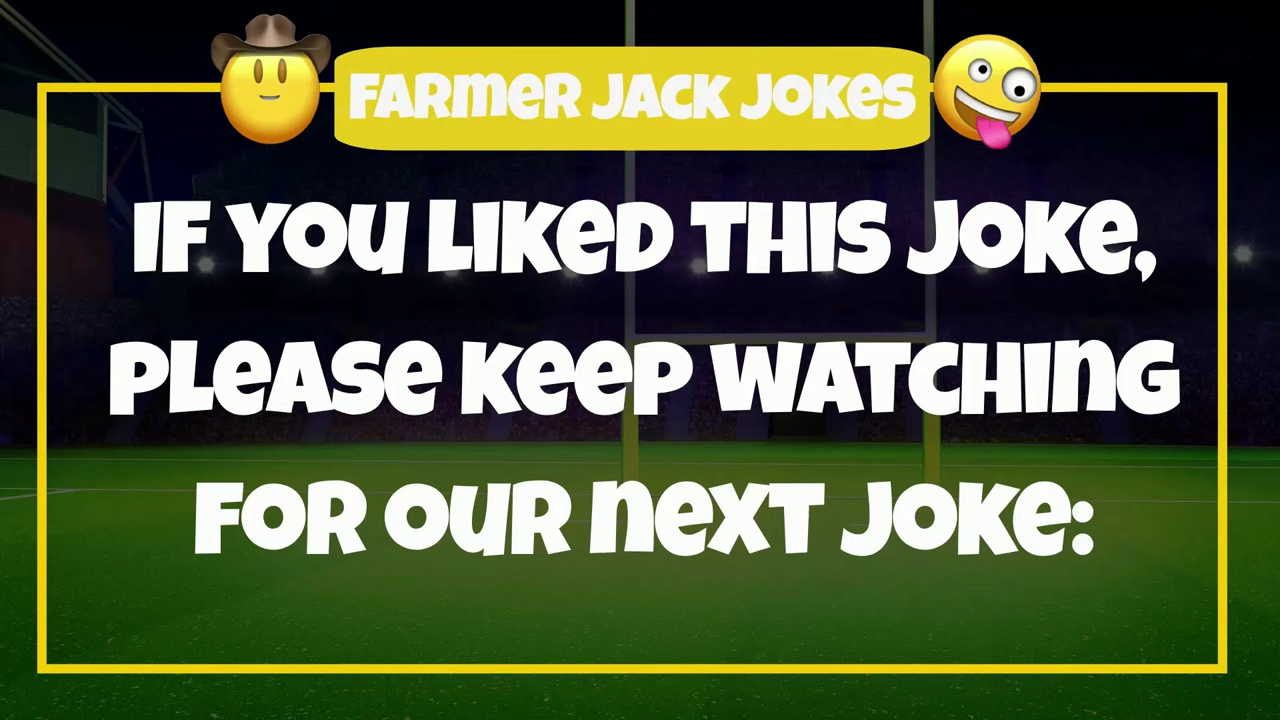 FARMER JACK JOKES
IF YOU LIKED THIS JOKE,
PLEASE KEEP WATCHING
FOR OUR NEXT JOKE: